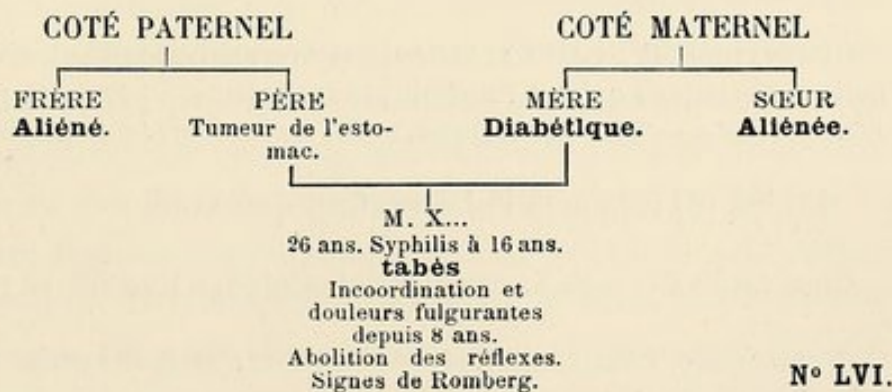 COTÉ PATERNEL COTÉ MATERNEL
FRÈRE PÈRE MÈRE SŒUR
Aliéné. Tumeur de l'esto- Diabétique. Aliénée.
mac.
M. X...
26 ans. Syphilis à 16 ans.
tabès
Incoordination et
douleurs fulgurantes
depuis 8 ans.
Abolition des réflexes.
Signes de Romberg.
Nº LVI.